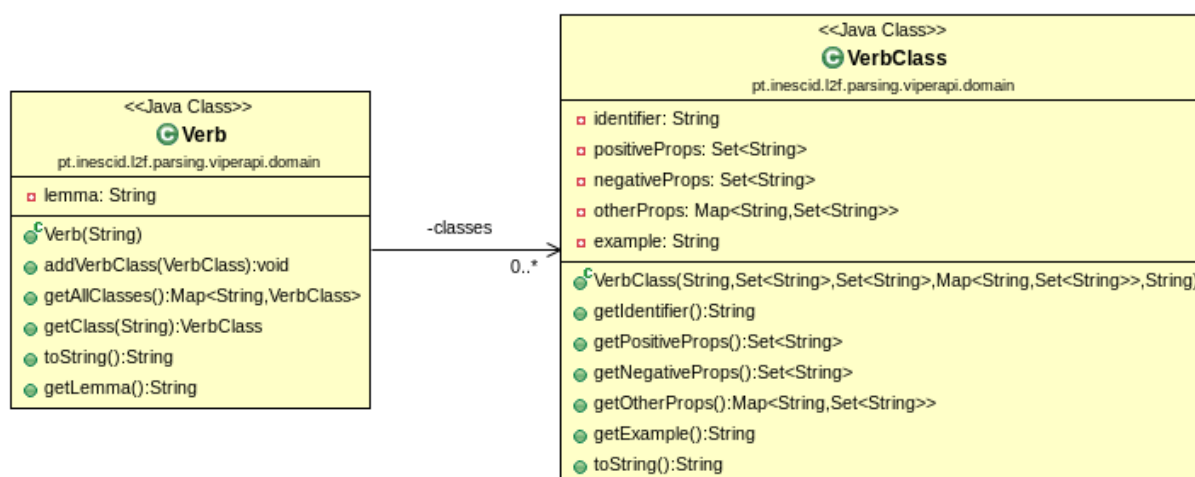 <<Java Class>>
Verb
pt.inescid.l2f.parsing.viperapi.domain
lemma: String
Verb(String)
addVerbClass(VerbClass):void
getAllClasses():Map<String,VerbClass>
getClass(String):VerbClass
toString():String
getLemma():String
-classes
0..*
<<Java Class>>
VerbClass
pt.inescid.l2f.parsing.viperapi.domain
identifier: String
positiveProps: Set<String>
negativeProps: Set<String>
otherProps: Map<String,Set<String>>
example: String
VerbClass(String,Set<String>,Set<String>,Map<String,Set<String>>,String)
getIdentifier():String
getPositiveProps():Set<String>
getNegativeProps():Set<String>
getOtherProps():Map<String,Set<String>>
getExample():String
toString():String